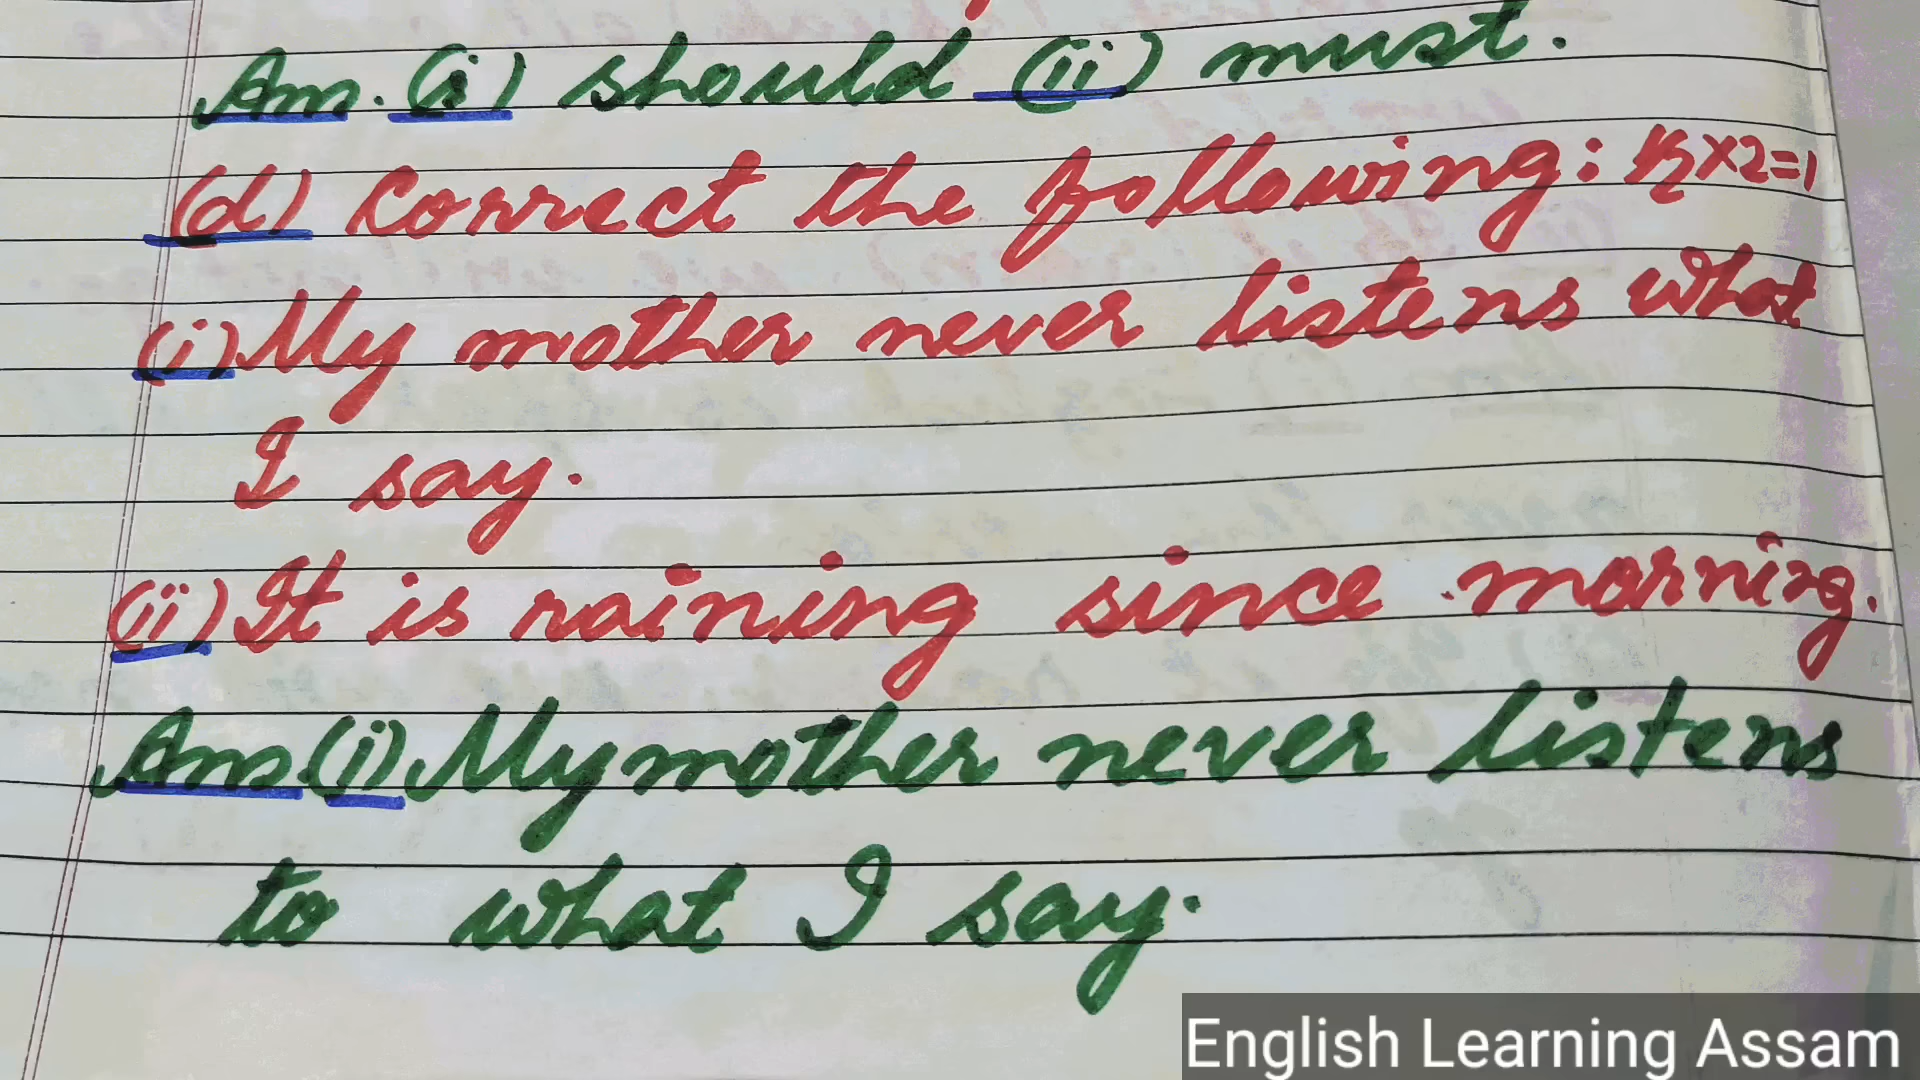 Ans. (i) should (ii) must.
(d) Correct the following: ½×2=1
(i) My mother never listens what
I say.
(ii) It is raining since morning.
Ans. (i) My mother never listens
to what I say.
English Learning Assam